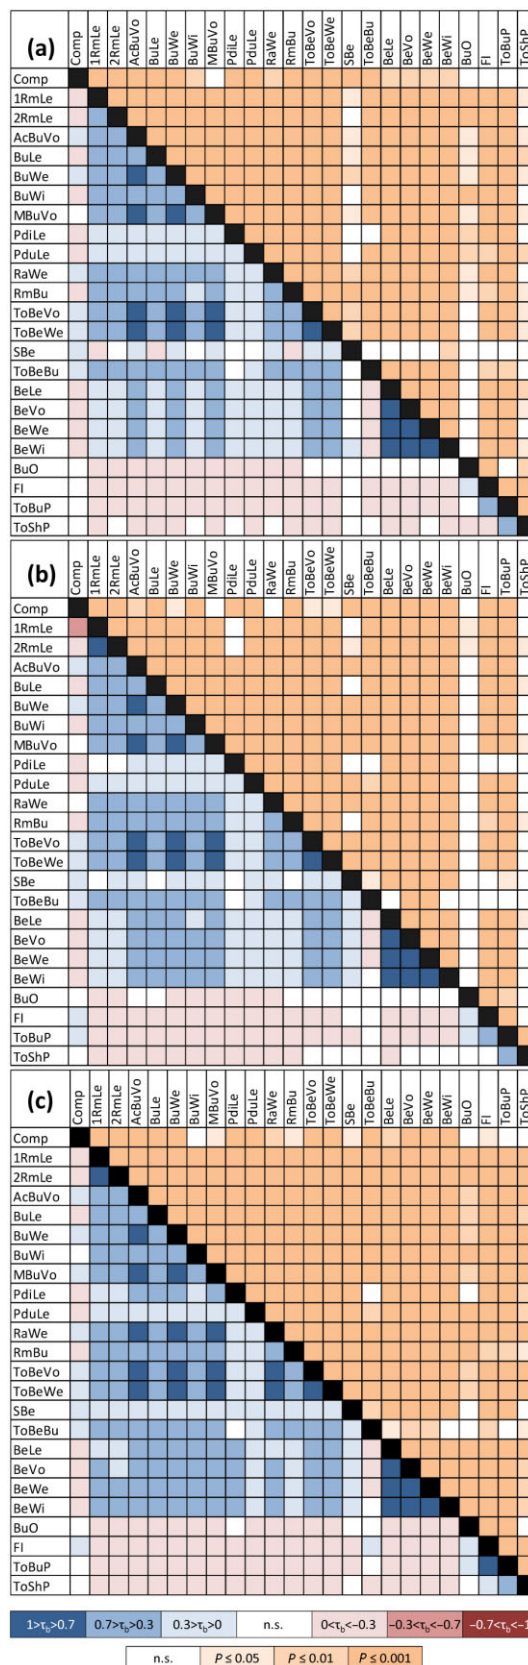 (a)
Comp 1RmLe 2RmLe AcBuVo BuLe BuWe BuWi MBuVo PdiLe PduLe RaWe RmBu ToBeVo ToBeWe SBe ToBeBu BeLe BeVo BeWe BeWi BuO FI ToBuP ToShP
Comp
1RmLe
2RmLe
AcBuVo
BuLe
BuWe
BuWi
MBuVo
PdiLe
PduLe
RaWe
RmBu
ToBeVo
ToBeWe
SBe
ToBeBu
BeLe
BeVo
BeWe
BeWi
BuO
FI
ToBuP
ToShP
(b)
Comp 1RmLe 2RmLe AcBuVo BuLe BuWe BuWi MBuVo PdiLe PduLe RaWe RmBu ToBeVo ToBeWe SBe ToBeBu BeLe BeVo BeWe BeWi BuO FI ToBuP ToShP
Comp
1RmLe
2RmLe
AcBuVo
BuLe
BuWe
BuWi
MBuVo
PdiLe
PduLe
RaWe
RmBu
ToBeVo
ToBeWe
SBe
ToBeBu
BeLe
BeVo
BeWe
BeWi
BuO
FI
ToBuP
ToShP
(c)
Comp 1RmLe 2RmLe AcBuVo BuLe BuWe BuWi MBuVo PdiLe PduLe RaWe RmBu ToBeVo ToBeWe SBe ToBeBu BeLe BeVo BeWe BeWi BuO FI ToBuP ToShP
Comp
1RmLe
2RmLe
AcBuVo
BuLe
BuWe
BuWi
MBuVo
PdiLe
PduLe
RaWe
RmBu
ToBeVo
ToBeWe
SBe
ToBeBu
BeLe
BeVo
BeWe
BeWi
BuO
FI
ToBuP
ToShP
1>τb>0.7 0.7>τb>0.3 0.3>τb>0 n.s. 0<τb<−0.3 −0.3<τb<−0.7 −0.7<τb<−1
n.s. P ≤ 0.05 P ≤ 0.01 P ≤ 0.001